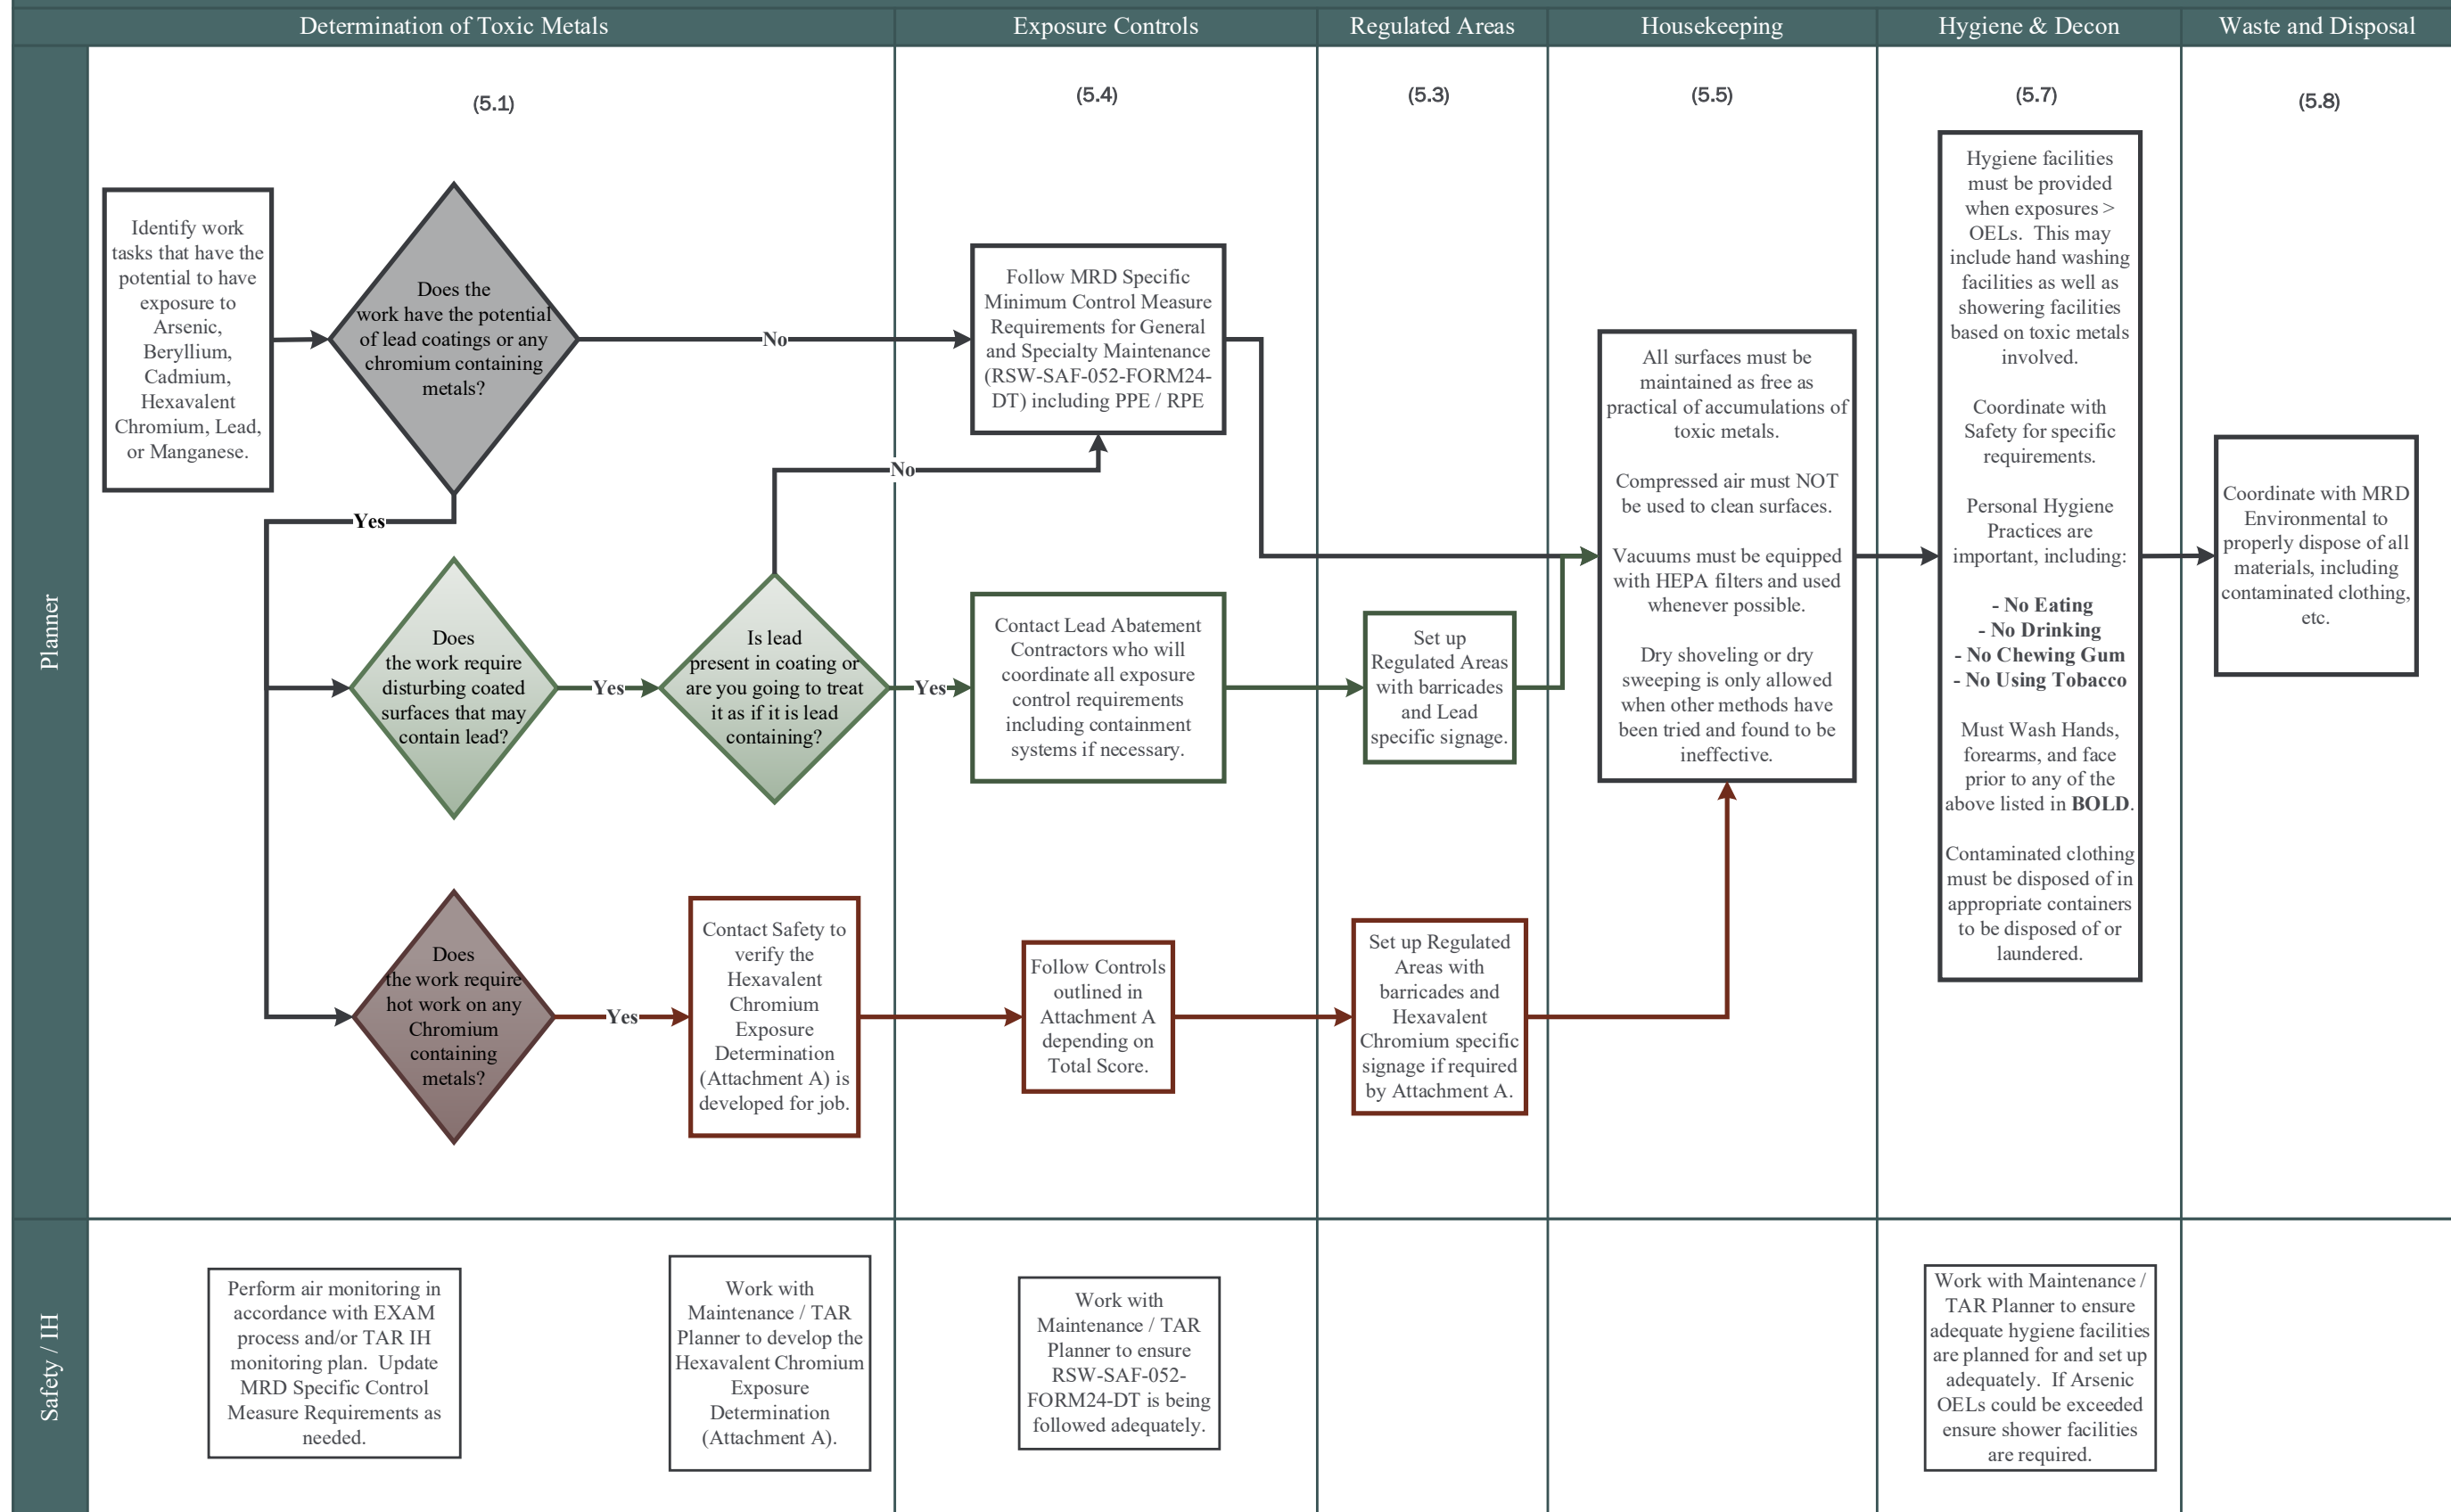 Determination of Toxic Metals
Exposure Controls
Regulated Areas
Housekeeping
Hygiene & Decon
Waste and Disposal
Planner
(5.1)
(5.4)
(5.3)
(5.5)
(5.7)
(5.8)
Identify work
tasks that have the
potential to have
exposure to
Arsenic,
Beryllium,
Cadmium,
Hexavalent
Chromium, Lead,
or Manganese.
Does the
work have the potential
of lead coatings or any
chromium containing
metals?
No
Follow MRD Specific
Minimum Control Measure
Requirements for General
and Specialty Maintenance
(RSW-SAF-052-FORM24-
DT) including PPE / RPE
No
Yes
Does
the work require
disturbing coated
surfaces that may
contain lead?
Yes
Is lead
present in coating or
are you going to treat
it as if it is lead
containing?
Yes
Contact Lead Abatement
Contractors who will
coordinate all exposure
control requirements
including containment
systems if necessary.
Set up
Regulated Areas
with barricades
and Lead
specific signage.
Does
the work require
hot work on any
Chromium
containing
metals?
Yes
Contact Safety to
verify the
Hexavalent
Chromium
Exposure
Determination
(Attachment A) is
developed for job.
Follow Controls
outlined in
Attachment A
depending on
Total Score.
Set up Regulated
Areas with
barricades and
Hexavalent
Chromium specific
signage if required
by Attachment A.
All surfaces must be
maintained as free as
practical of accumulations of
toxic metals.
Compressed air must NOT
be used to clean surfaces.
Vacuums must be equipped
with HEPA filters and used
whenever possible.
Dry shoveling or dry
sweeping is only allowed
when other methods have
been tried and found to be
ineffective.
Hygiene facilities
must be provided
when exposures >
OELs.  This may
include hand washing
facilities as well as
showering facilities
based on toxic metals
involved.
Coordinate with
Safety for specific
requirements.
Personal Hygiene
Practices are
important, including:
- No Eating
- No Drinking
- No Chewing Gum
- No Using Tobacco
Must Wash Hands,
forearms, and face
prior to any of the
above listed in BOLD.
Contaminated clothing
must be disposed of in
appropriate containers
to be disposed of or
laundered.
Coordinate with MRD
Environmental to
properly dispose of all
materials, including
contaminated clothing,
etc.
Safety / IH
Perform air monitoring in
accordance with EXAM
process and/or TAR IH
monitoring plan.  Update
MRD Specific Control
Measure Requirements as
needed.
Work with
Maintenance / TAR
Planner to develop the
Hexavalent Chromium
Exposure
Determination
(Attachment A).
Work with
Maintenance / TAR
Planner to ensure
RSW-SAF-052-
FORM24-DT is being
followed adequately.
Work with Maintenance /
TAR Planner to ensure
adequate hygiene facilities
are planned for and set up
adequately.  If Arsenic
OELs could be exceeded
ensure shower facilities
are required.